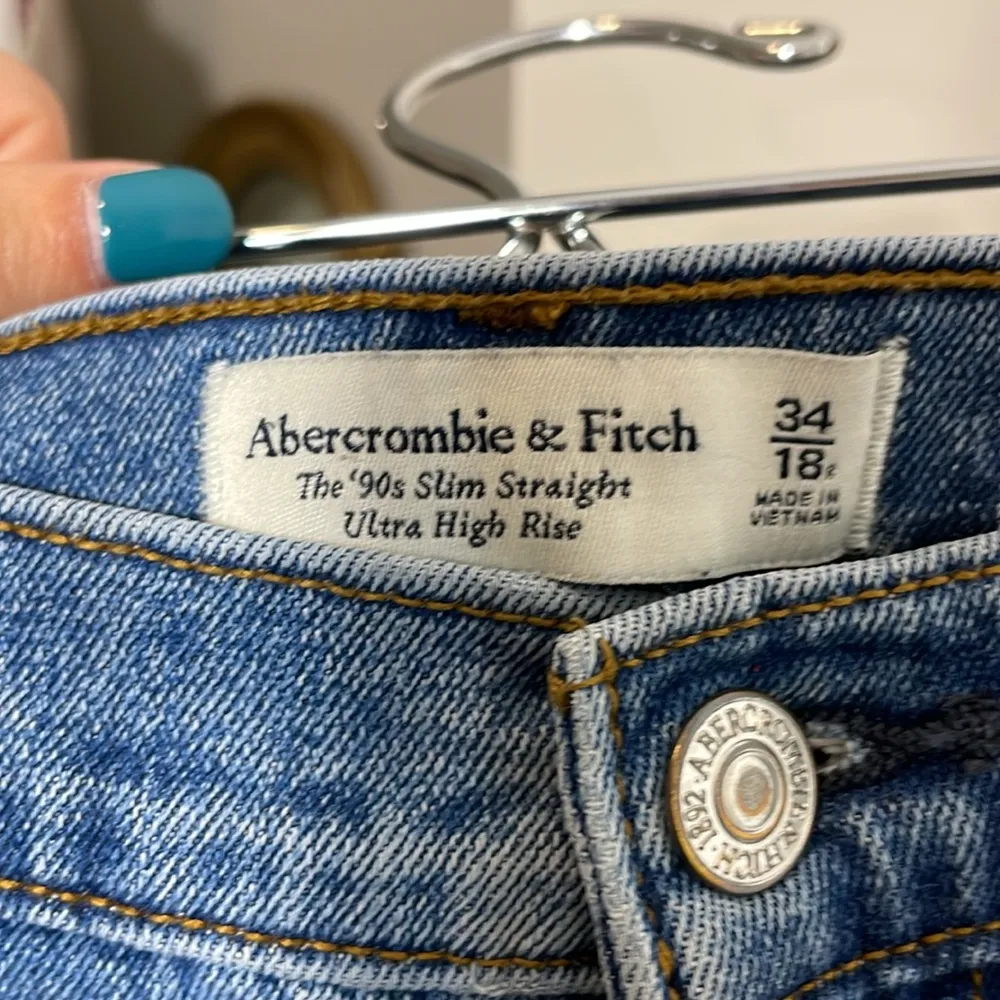 Abercrombie & Fitch
The '90s Slim Straight
Ultra High Rise
34
18R
MADE IN
VIETNAM
ABERCROMBIE & FITCH · 1892 ·